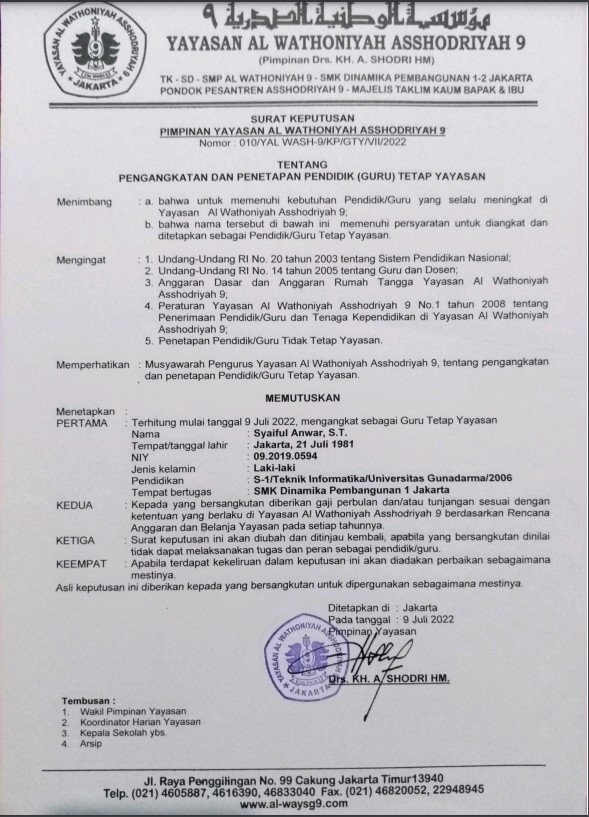 مؤسسة الوطنية الصدرية ٩
YAYASAN AL WATHONIYAH ASSHODRIYAH 9
(Pimpinan Drs. KH. A. SHODRI HM)
TK - SD - SMP AL WATHONIYAH 9 - SMK DINAMIKA PEMBANGUNAN 1-2 JAKARTA
PONDOK PESANTREN ASSHODRIYAH 9 - MAJELIS TAKLIM KAUM BAPAK & IBU
YAYASAN AL WATHONIYAH ASSHODRIYAH 9
JAKARTA
SURAT KEPUTUSAN
PIMPINAN YAYASAN AL WATHONIYAH ASSHODRIYAH 9
Nomor : 010/YAL WASH-9/KP/GTY/VII/2022
TENTANG
PENGANGKATAN DAN PENETAPAN PENDIDIK (GURU) TETAP YAYASAN
Menimbang : a. bahwa untuk memenuhi kebutuhan Pendidik/Guru yang selalu meningkat di
Yayasan Al Wathoniyah Asshodriyah 9;
b. bahwa nama tersebut di bawah ini memenuhi persyaratan untuk diangkat dan
ditetapkan sebagai Pendidik/Guru Tetap Yayasan.
Mengingat : 1. Undang-Undang RI No. 20 tahun 2003 tentang Sistem Pendidikan Nasional;
2. Undang-Undang RI No. 14 tahun 2005 tentang Guru dan Dosen;
3. Anggaran Dasar dan Anggaran Rumah Tangga Yayasan Al Wathoniyah
Asshodriyah 9;
4. Peraturan Yayasan Al Wathoniyah Asshodriyah 9 No.1 tahun 2008 tentang
Penerimaan Pendidik/Guru dan Tenaga Kependidikan di Yayasan Al Wathoniyah
Asshodriyah 9;
5. Penetapan Pendidik/Guru Tidak Tetap Yayasan.
Memperhatikan : Musyawarah Pengurus Yayasan Al Wathoniyah Asshodriyah 9, tentang pengangkatan
dan penetapan Pendidik/Guru Tetap Yayasan.
MEMUTUSKAN
Menetapkan :
PERTAMA : Terhitung mulai tanggal 9 Juli 2022, mengangkat sebagai Guru Tetap Yayasan
Nama : Syaiful Anwar, S.T.
Tempat/tanggal lahir : Jakarta, 21 Juli 1981
NIY : 09.2019.0594
Jenis kelamin : Laki-laki
Pendidikan : S-1/Teknik Informatika/Universitas Gunadarma/2006
Tempat bertugas : SMK Dinamika Pembangunan 1 Jakarta
KEDUA : Kepada yang bersangkutan diberikan gaji perbulan dan/atau tunjangan sesuai dengan
ketentuan yang berlaku di Yayasan Al Wathoniyah Asshodriyah 9 berdasarkan Rencana
Anggaran dan Belanja Yayasan pada setiap tahunnya.
KETIGA : Surat keputusan ini akan diubah dan ditinjau kembali, apabila yang bersangkutan dinilai
tidak dapat melaksanakan tugas dan peran sebagai pendidik/guru.
KEEMPAT : Apabila terdapat kekeliruan dalam keputusan ini akan diadakan perbaikan sebagaimana
mestinya.
Asli keputusan ini diberikan kepada yang bersangkutan untuk dipergunakan sebagaimana mestinya.
Ditetapkan di : Jakarta
Pada tanggal : 9 Juli 2022
Pimpinan Yayasan
YAYASAN AL WATHONIYAH ASSHODRIYAH 9
JAKARTA
Drs. KH. A. SHODRI HM.
Tembusan :
1. Wakil Pimpinan Yayasan
2. Koordinator Harian Yayasan
3. Kepala Sekolah ybs.
4. Arsip
Jl. Raya Penggilingan No. 99 Cakung Jakarta Timur13940
Telp. (021) 4605887, 4616390, 46833040 Fax. (021) 46820052, 22948945
www.al-waysg9.com